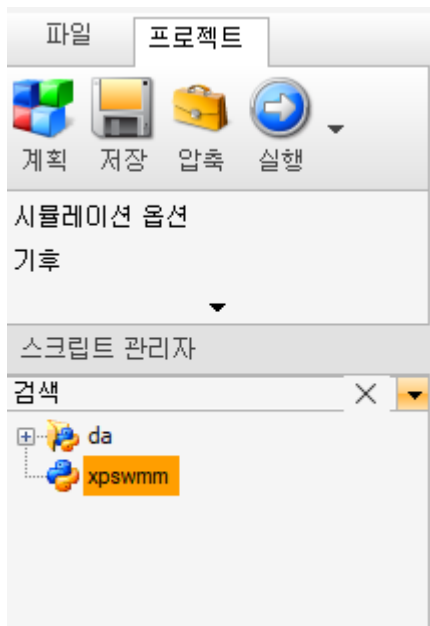 파일 프로젝트
계획 저장 압축 실행
시뮬레이션 옵션
기후
스크립트 관리자
검색
da
xpswmm